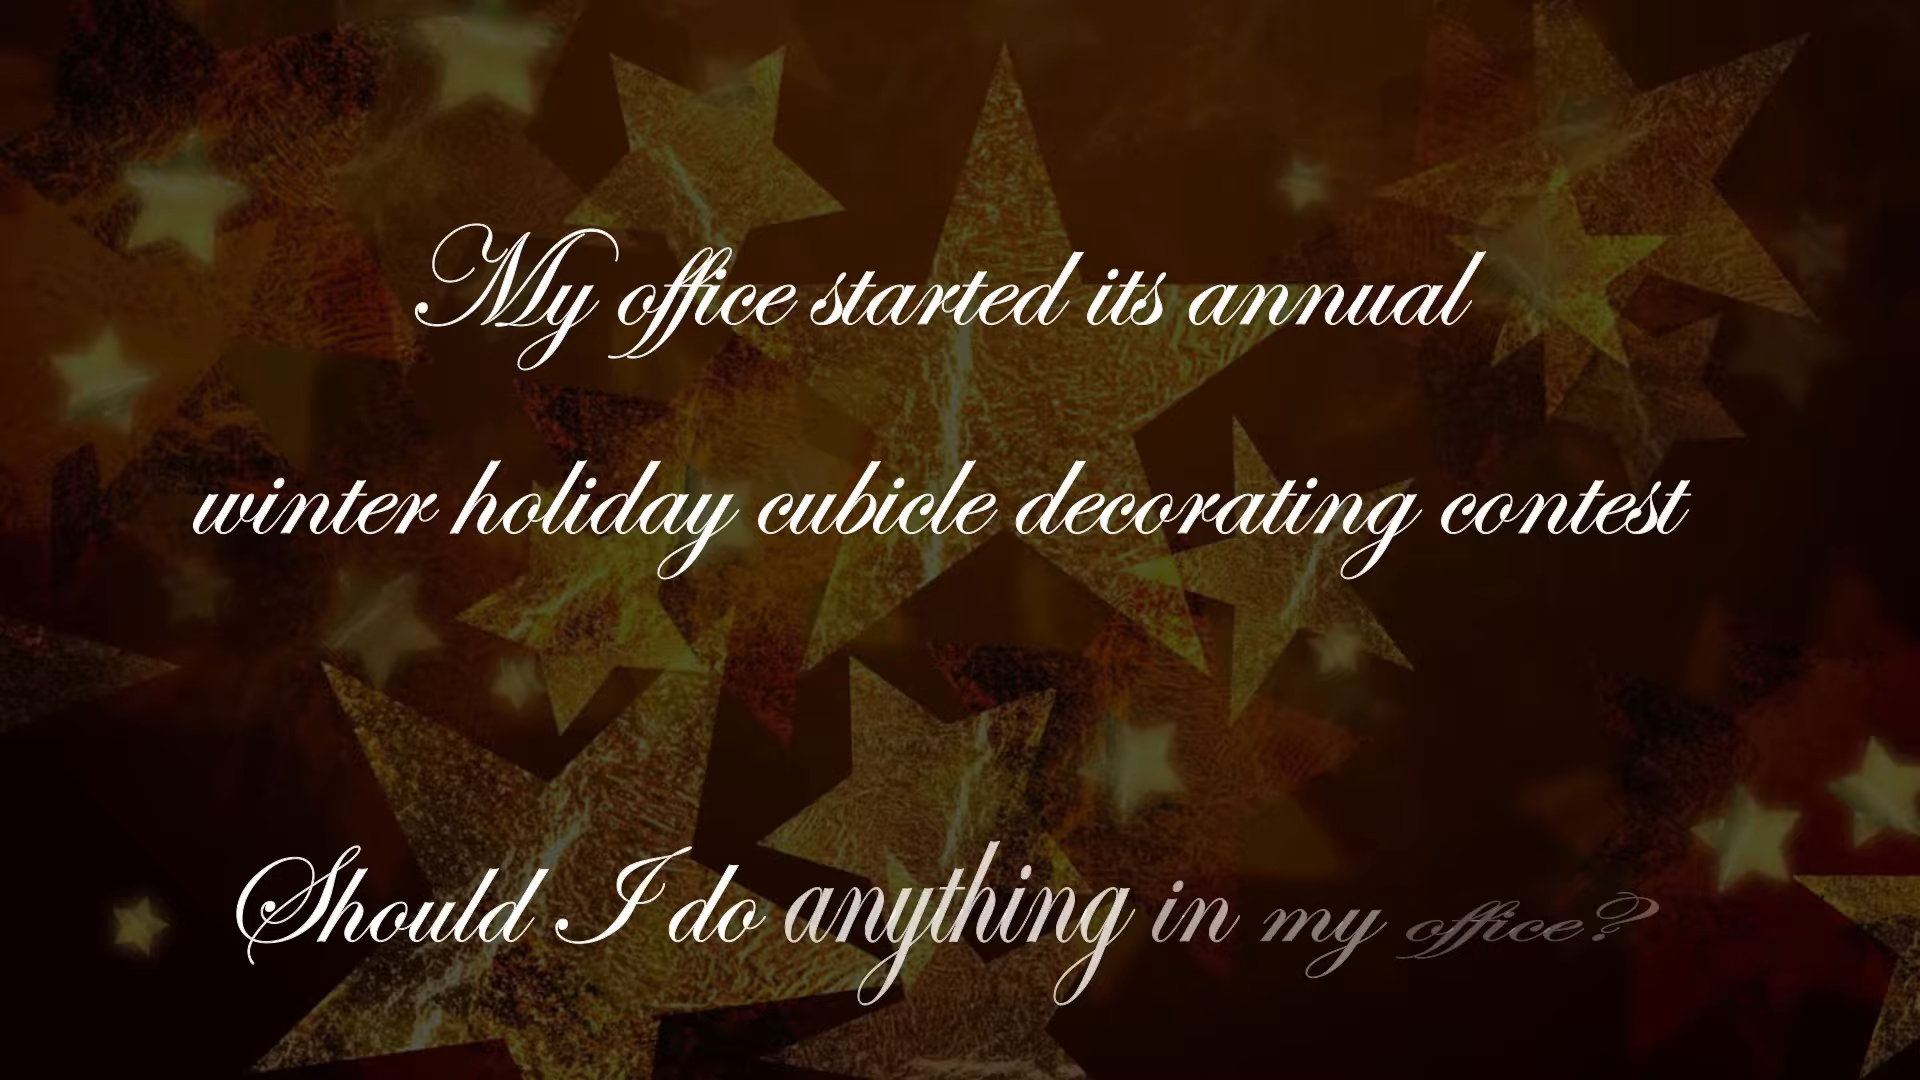 My office started its annual
winter holiday cubicle decorating contest
Should I do anything in my office?